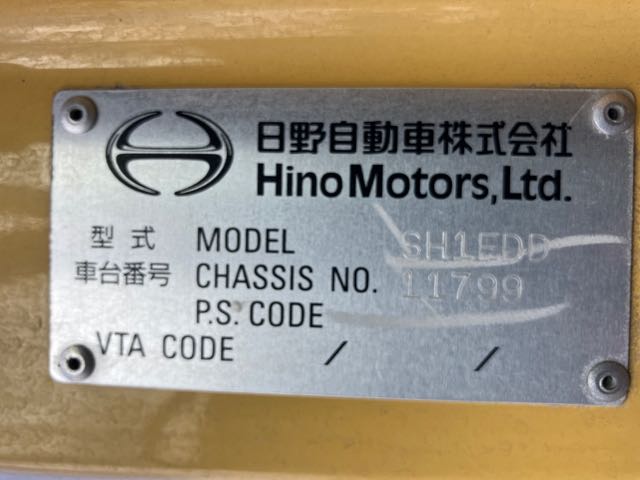 日野自動車株式会社
Hino Motors, Ltd.
型式 MODEL SH1EDD
車台番号 CHASSIS NO. 11799
P.S. CODE
VTA CODE / /